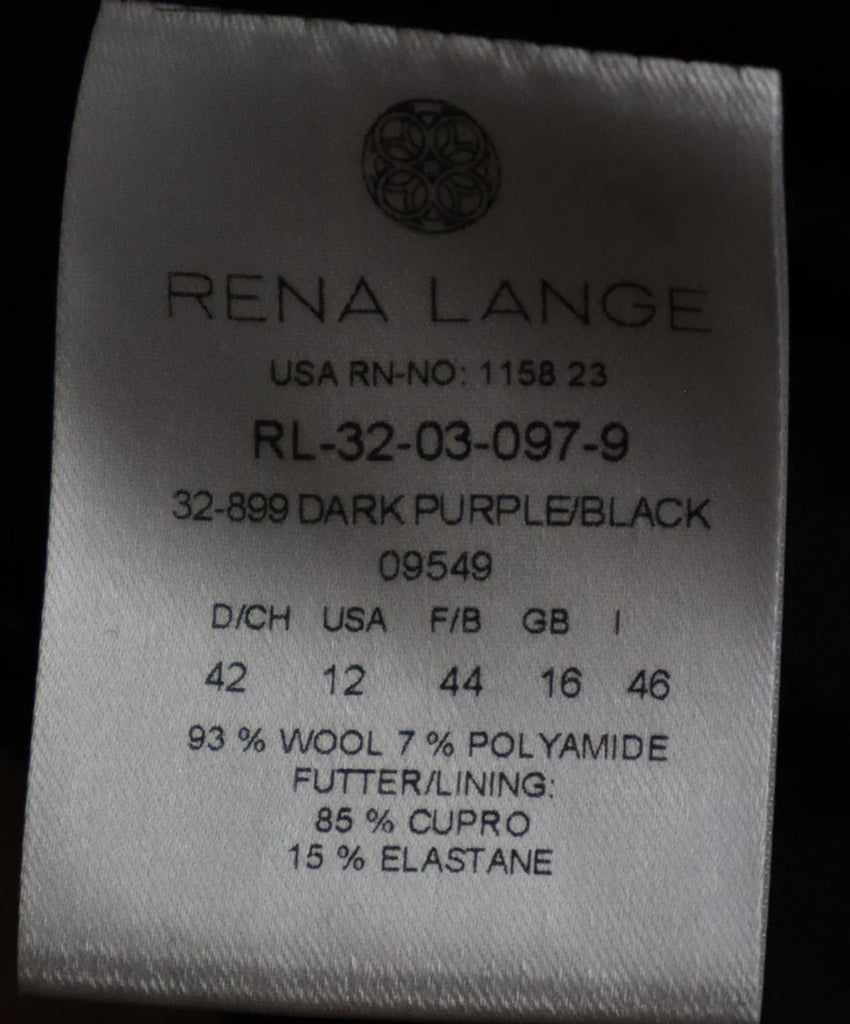 RENA LANGE
USA RN-NO: 1158 23
RL-32-03-097-9
32-899 DARK PURPLE/BLACK
09549
D/CH USA F/B GB I
42 12 44 16 46
93 % WOOL 7 % POLYAMIDE
FUTTER/LINING:
85 % CUPRO
15 % ELASTANE